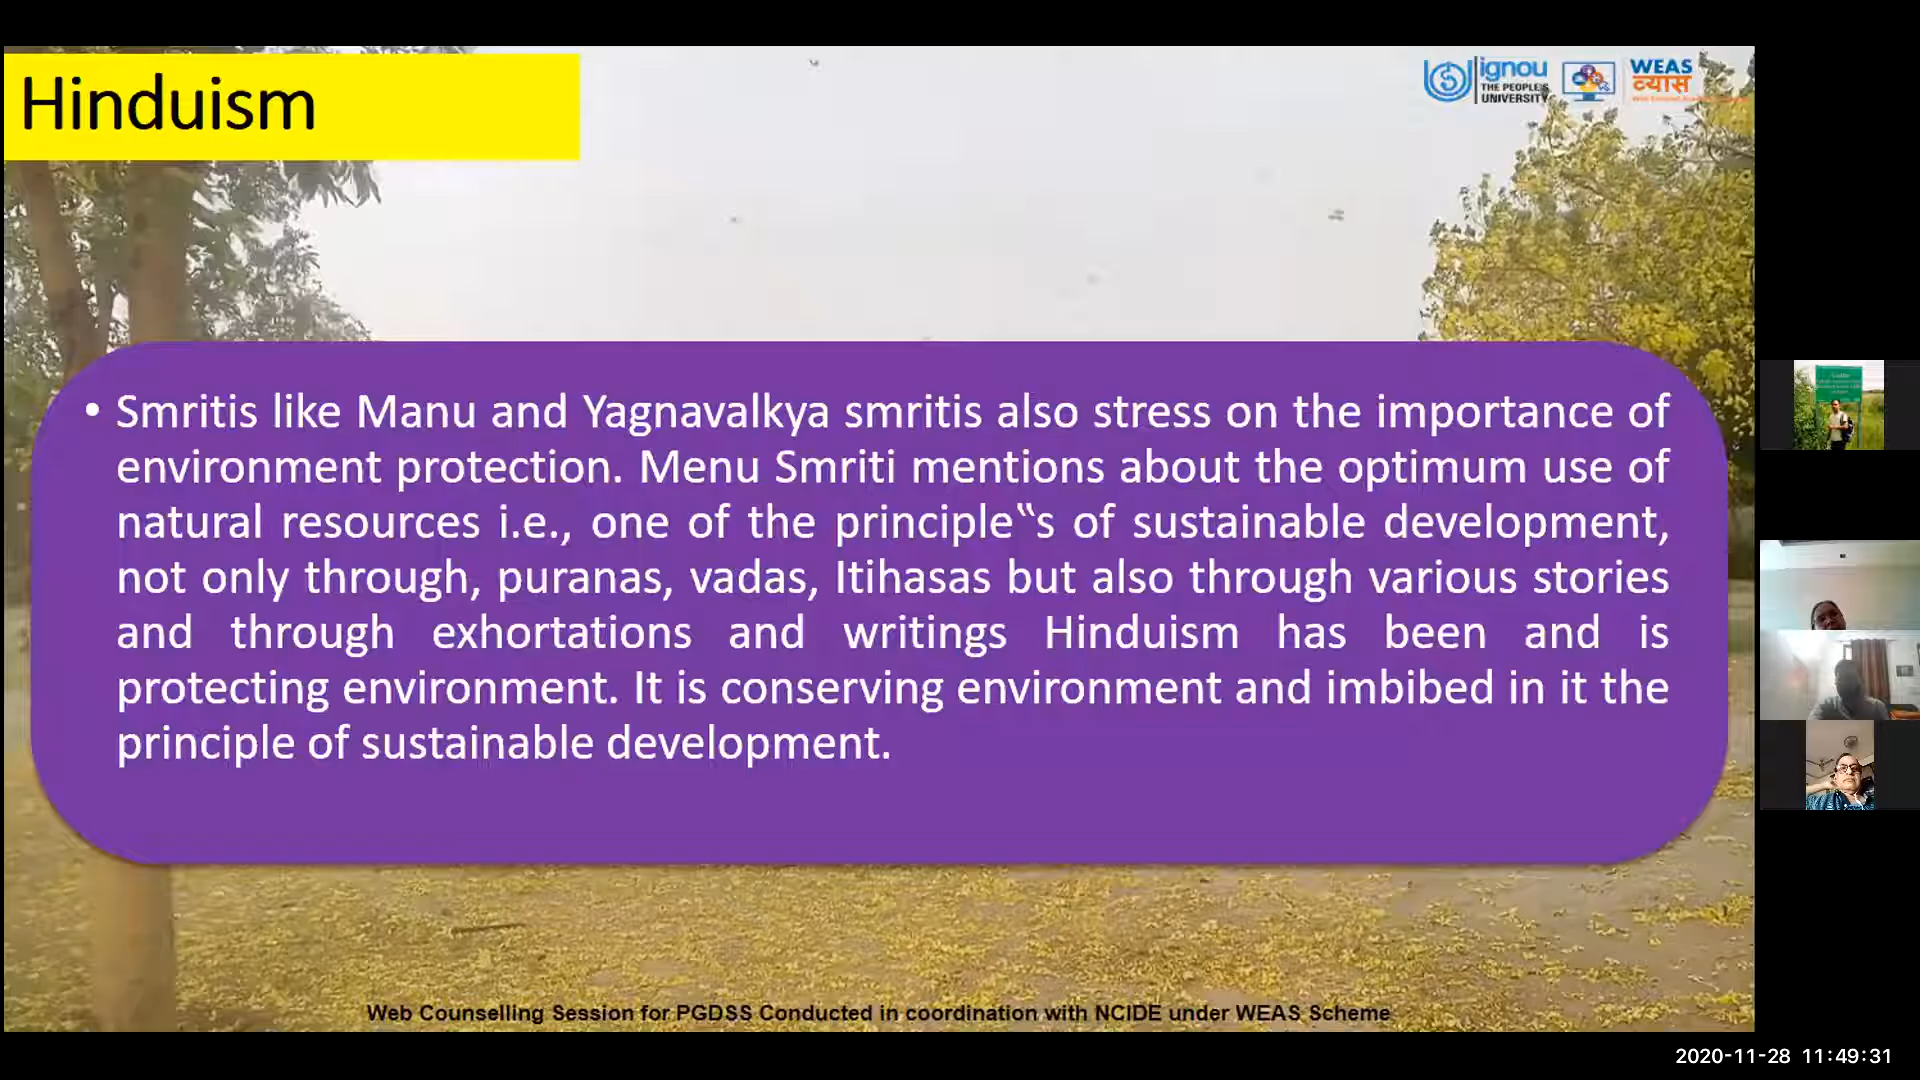 Hinduism
ignou
THE PEOPLE'S
UNIVERSITY
WEAS
व्यास
• Smritis like Manu and Yagnavalkya smritis also stress on the importance of
environment protection. Menu Smriti mentions about the optimum use of
natural resources i.e., one of the principle‟s of sustainable development,
not only through, puranas, vadas, Itihasas but also through various stories
and through exhortations and writings Hinduism has been and is
protecting environment. It is conserving environment and imbibed in it the
principle of sustainable development.
Web Counselling Session for PGDSS Conducted in coordination with NCIDE under WEAS Scheme
2020-11-28 11:49:31